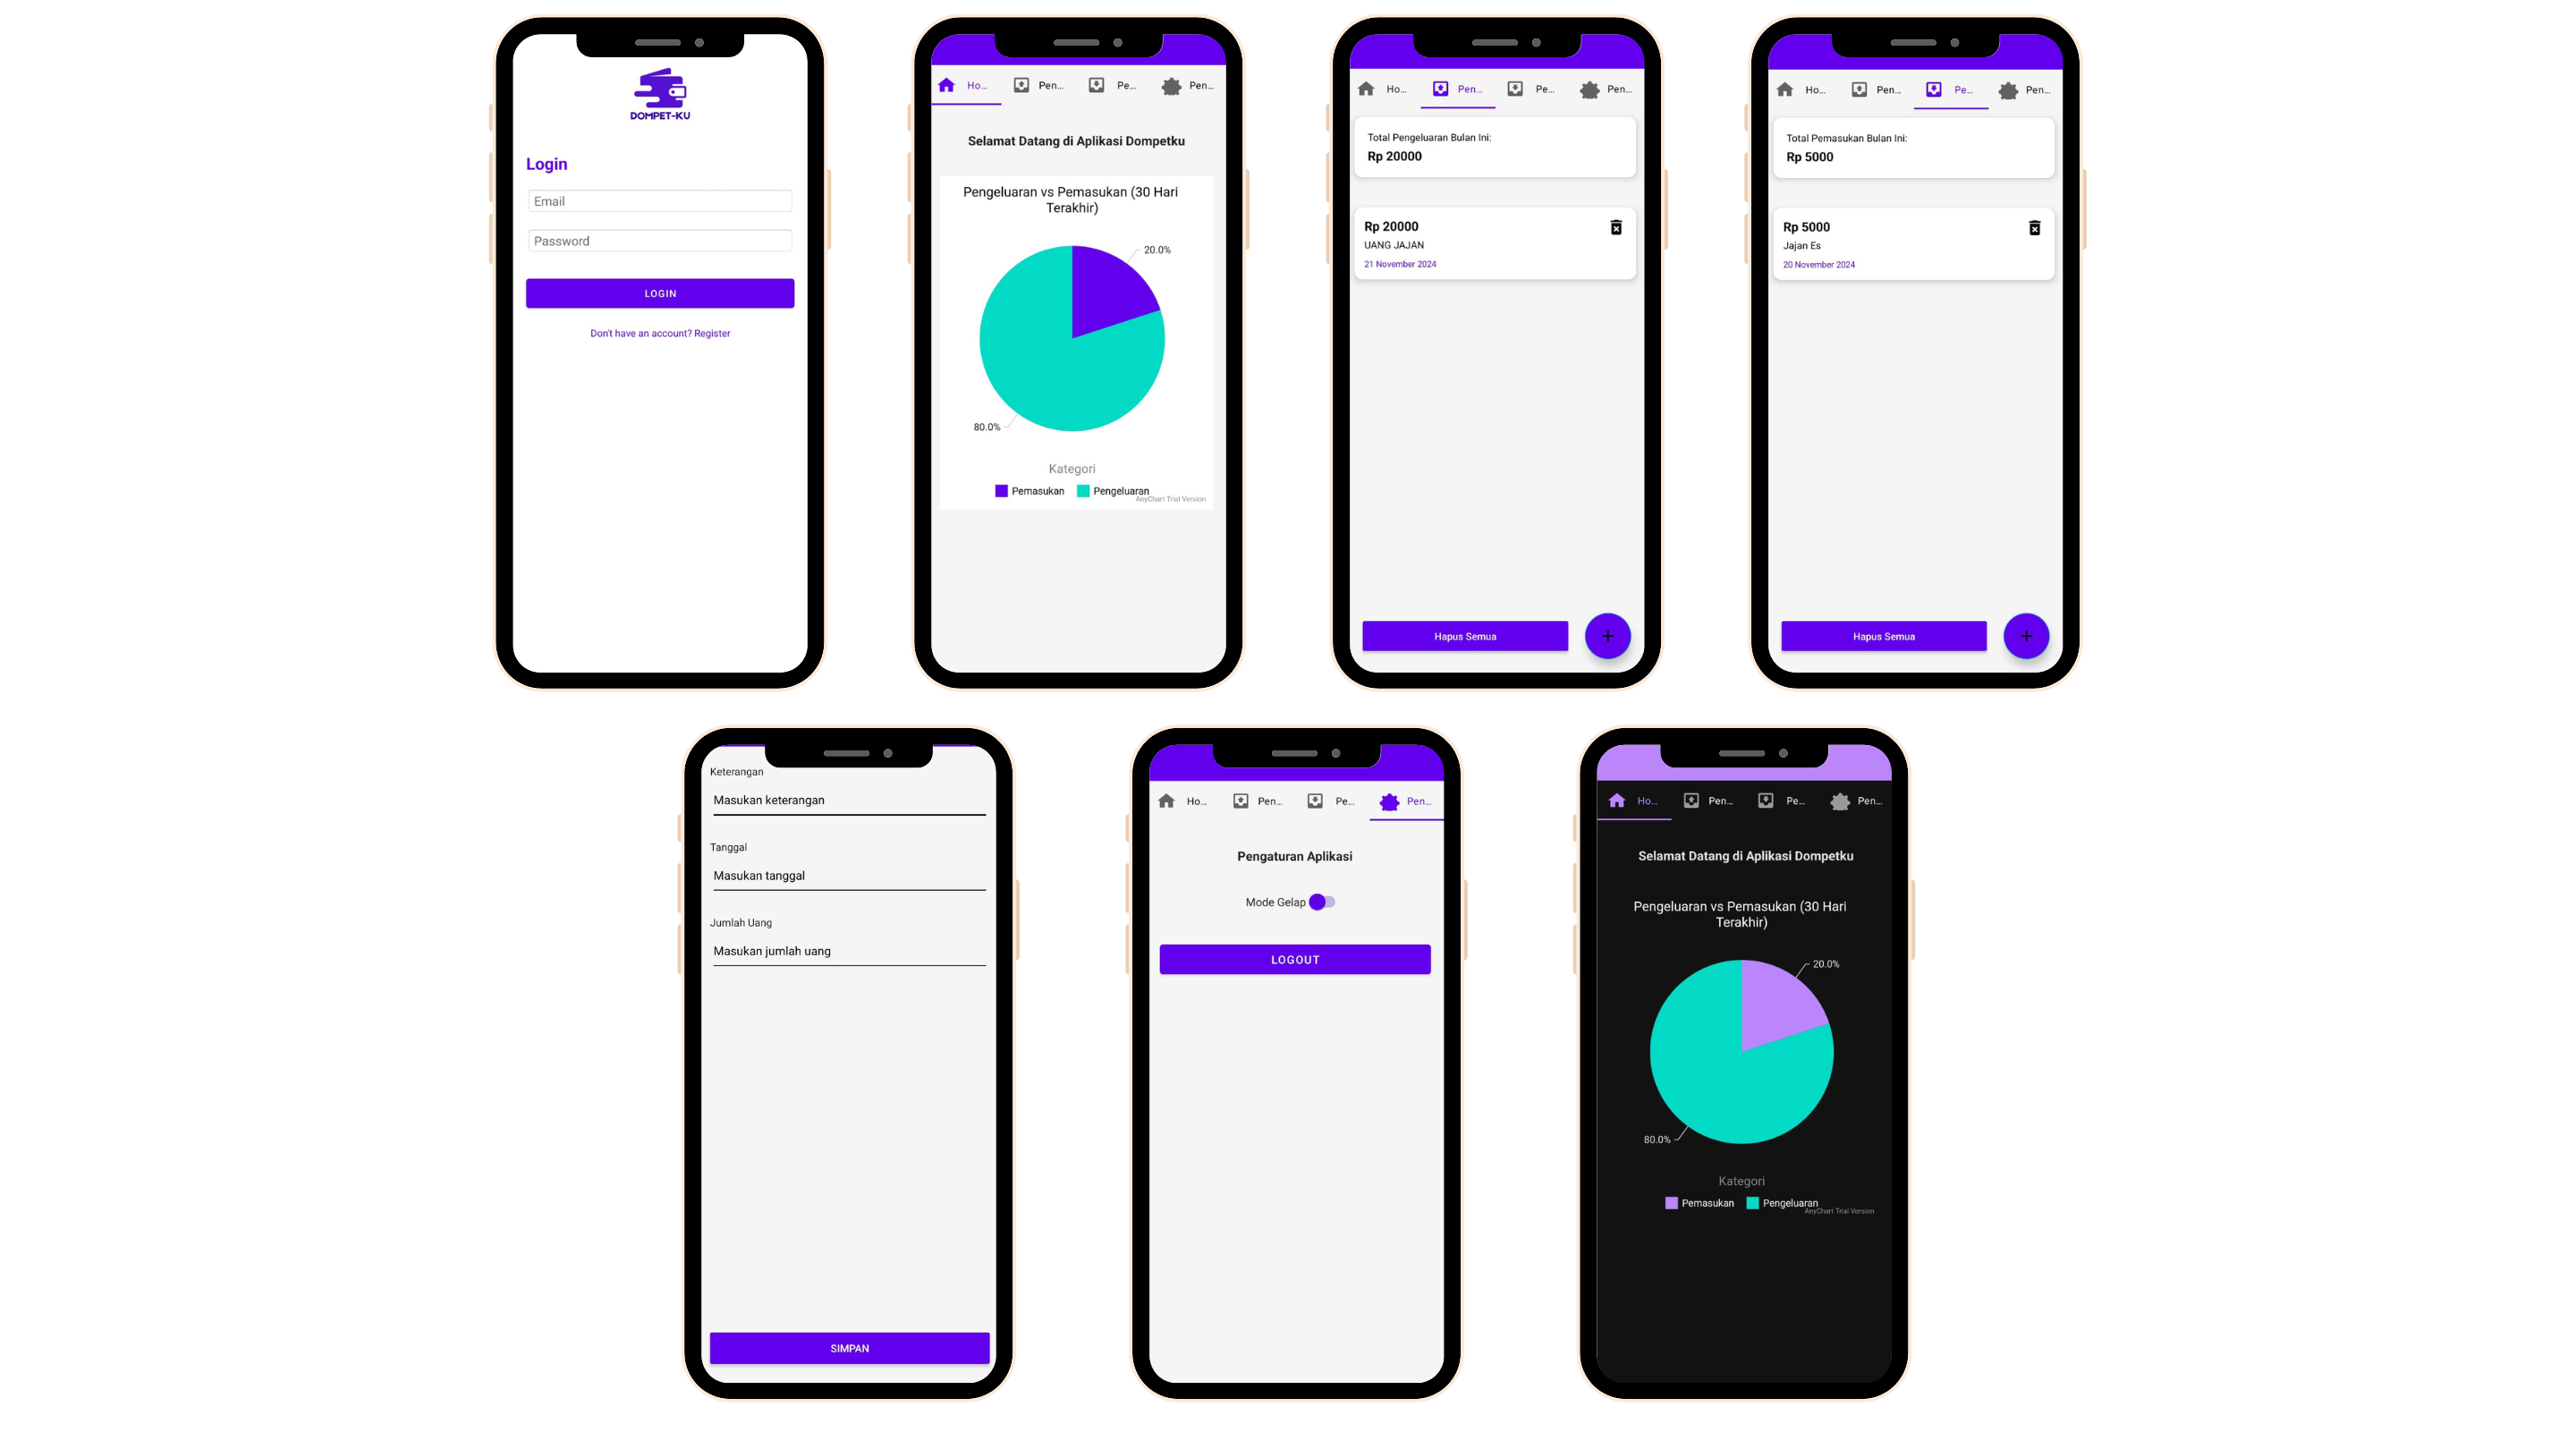 DOMPET-KU
Login
Email
Password
LOGIN
Don't have an account? Register
Ho...
Pen...
Pe...
Pen...
Selamat Datang di Aplikasi Dompetku
Pengeluaran vs Pemasukan (30 Hari
Terakhir)
20.0%
80.0%
Kategori
Pemasukan
Pengeluaran
AnyChart Trial Version
Ho...
Pen...
Pe...
Pen...
Total Pengeluaran Bulan Ini:
Rp 20000
Rp 20000
UANG JAJAN
21 November 2024
Hapus Semua
+
Ho...
Pen...
Pe...
Pen...
Total Pemasukan Bulan Ini:
Rp 5000
Rp 5000
Jajan Es
20 November 2024
Hapus Semua
+
Keterangan
Masukan keterangan
Tanggal
Masukan tanggal
Jumlah Uang
Masukan jumlah uang
SIMPAN
Ho...
Pen...
Pe...
Pen...
Pengaturan Aplikasi
Mode Gelap
LOGOUT
Ho...
Pen...
Pe...
Pen...
Selamat Datang di Aplikasi Dompetku
Pengeluaran vs Pemasukan (30 Hari
Terakhir)
20.0%
80.0%
Kategori
Pemasukan
Pengeluaran
AnyChart Trial Version